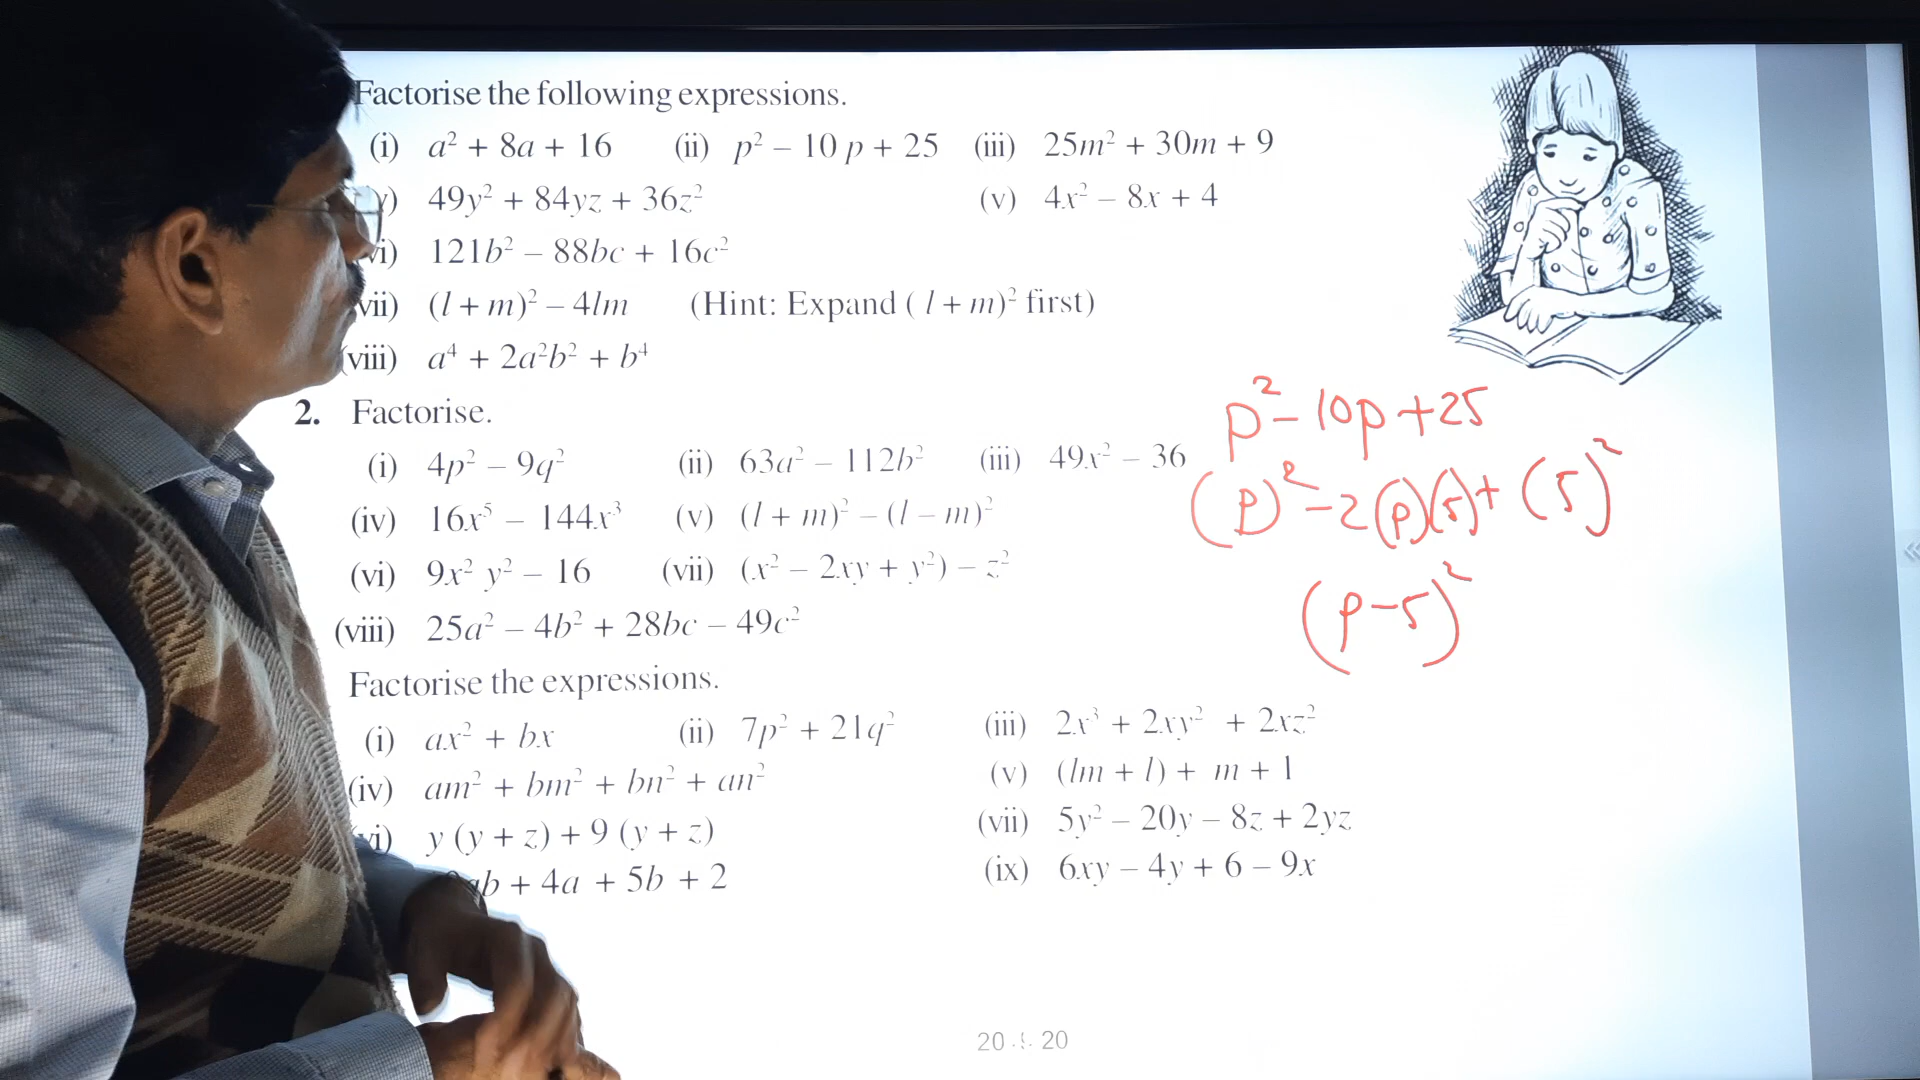 Factorise the following expressions.
(i) a² + 8a + 16 (ii) p² – 10 p + 25 (iii) 25m² + 30m + 9
49y² + 84yz + 36z² (v) 4x² – 8x + 4
121b² – 88bc + 16c²
(l + m)² – 4lm (Hint: Expand ( l + m)² first)
(viii) a⁴ + 2a²b² + b⁴
2. Factorise.
(i) 4p² – 9q² (ii) 63a² – 112b² (iii) 49x² – 36
(iv) 16x⁵ – 144x³ (v) (l + m)² – (l – m)²
(vi) 9x² y² – 16 (vii) (x² – 2xy + y²) – z²
(viii) 25a² – 4b² + 28bc – 49c²
Factorise the expressions.
(i) ax² + bx (ii) 7p² + 21q² (iii) 2x³ + 2xy² + 2xz²
(iv) am² + bm² + bn² + an² (v) (lm + l) + m + 1
y (y + z) + 9 (y + z) (vii) 5y² – 20y – 8z + 2yz
b + 4a + 5b + 2 (ix) 6xy – 4y + 6 – 9x
p² - 10p + 25
(p)² - 2(p)(5) + (5)²
(p - 5)²